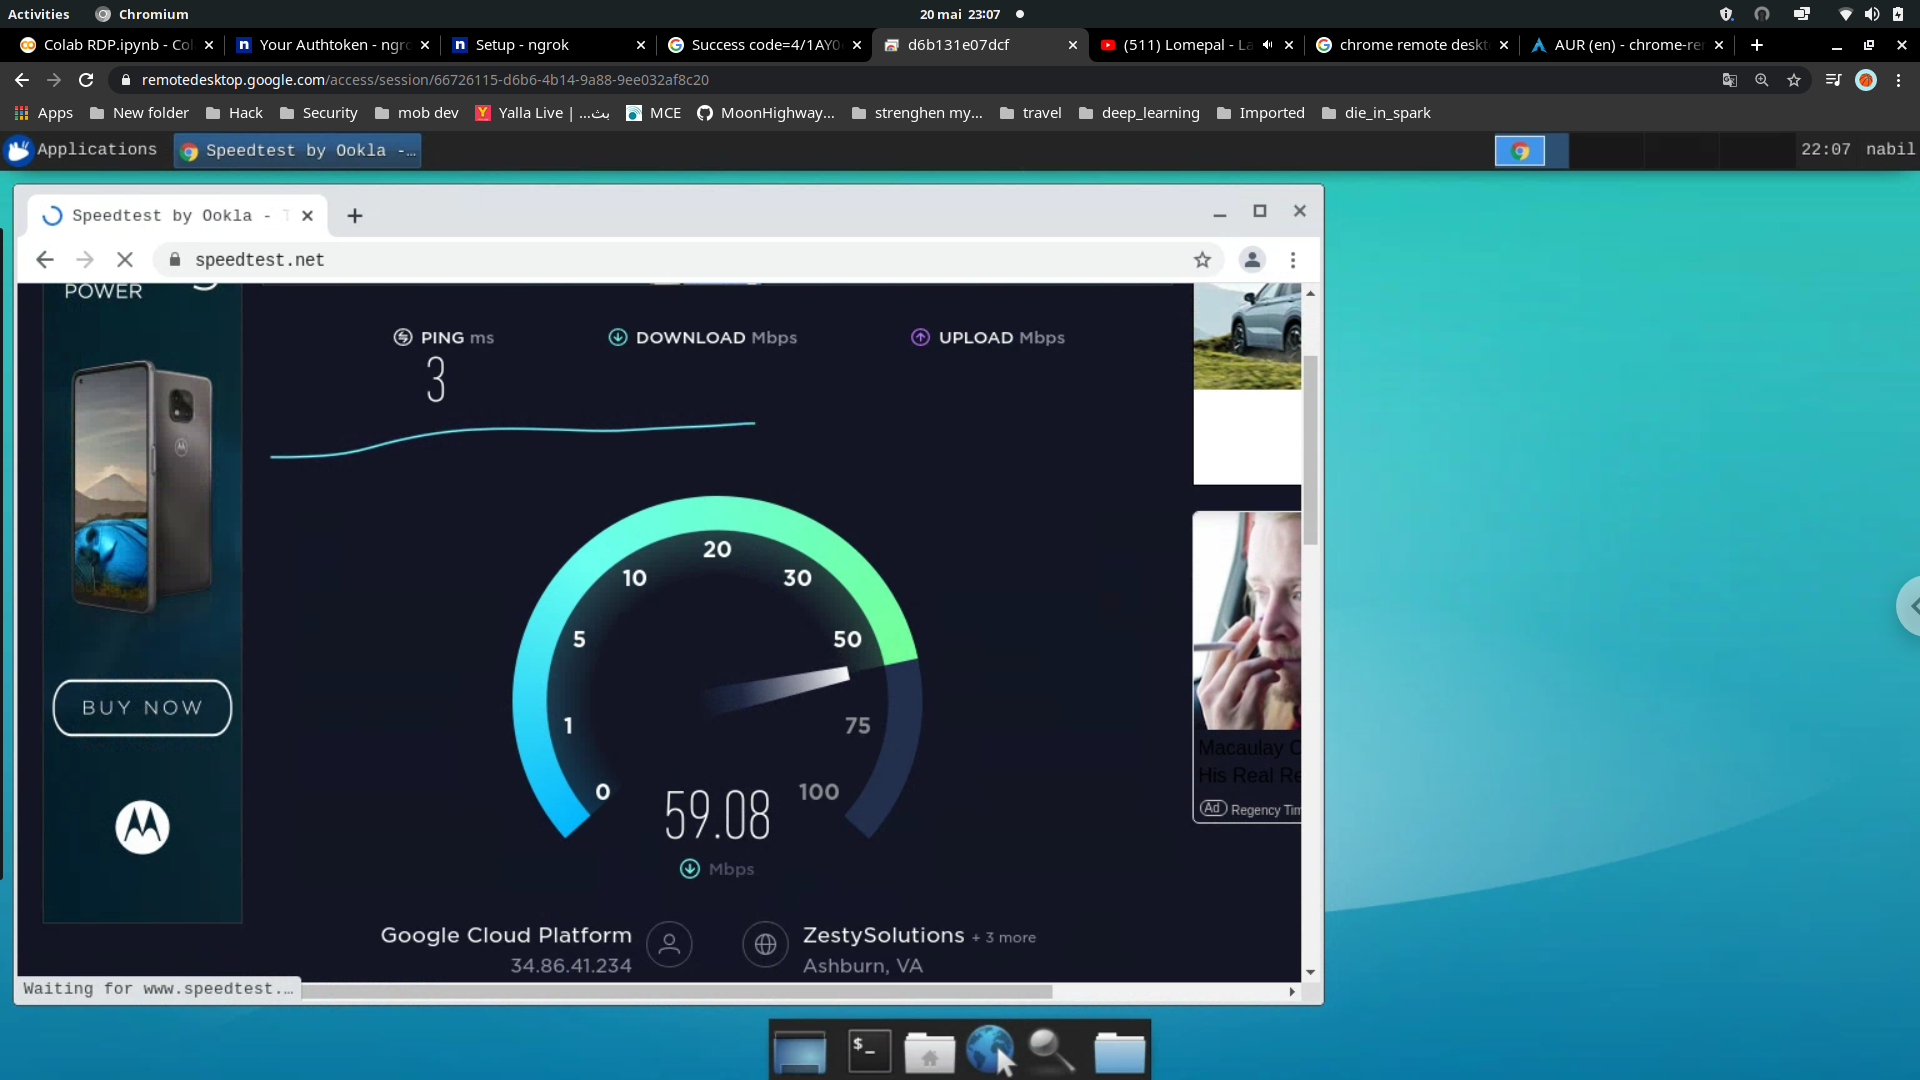 Activities
Chromium
20 mai 23:07
Colab RDP.ipynb - Co
Your Authtoken - ngro
Setup - ngrok
Success code=4/1AY0
d6b131e07dcf
(511) Lomepal - La
chrome remote deskt
AUR (en) - chrome-re
remotedesktop.google.com/access/session/66726115-d6b6-4b14-9a88-9ee032af8c20
Apps
New folder
Hack
Security
mob dev
Yalla Live | ...بث
MCE
MoonHighway...
strenghen my...
travel
deep_learning
Imported
die_in_spark
Applications
Speedtest by Ookla -...
22:07
nabil
Speedtest by Ookla - T
speedtest.net
POWER
PING ms
3
DOWNLOAD Mbps
UPLOAD Mbps
20
10
30
5
50
1
75
0
100
59.08
Mbps
BUY NOW
Macaulay C
His Real Re
Ad Regency Tim
Google Cloud Platform
34.86.41.234
ZestySolutions + 3 more
Ashburn, VA
Waiting for www.speedtest....
$_